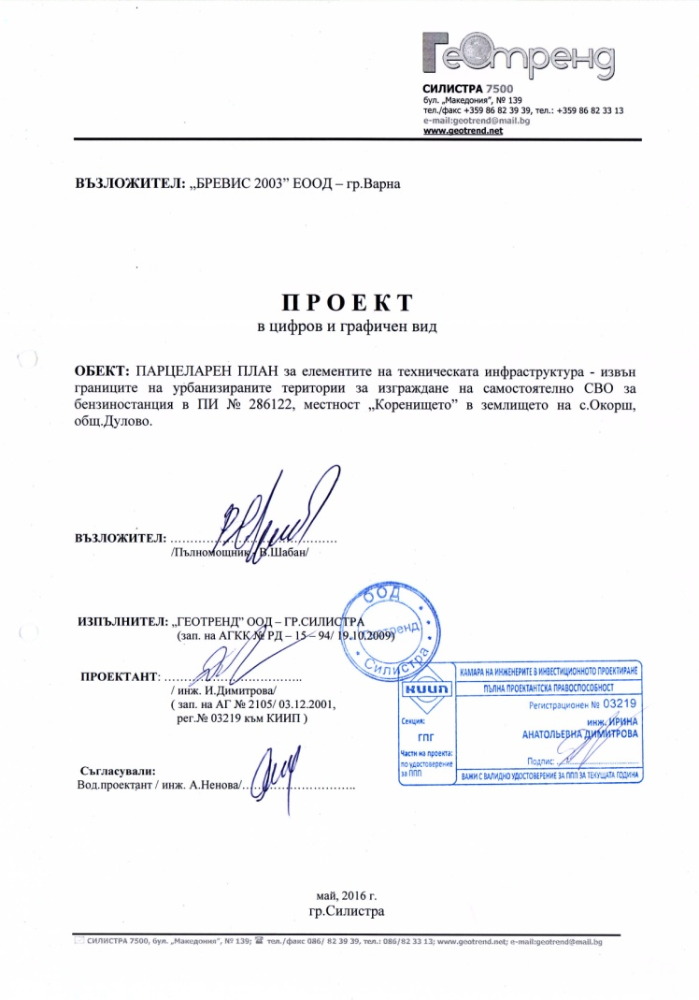 Геотренд
СИЛИСТРА 7500
бул. „Македония”, № 139
тел./факс +359 86 82 39 39, тел.: +359 86 82 33 13
e-mail:geotrend@mail.bg
www.geotrend.net
ВЪЗЛОЖИТЕЛ: „БРЕВИС 2003” ЕООД – гр.Варна
П Р О Е К Т
в цифров и графичен вид
ОБЕКТ: ПАРЦЕЛАРЕН ПЛАН за елементите на техническата инфраструктура - извън
границите на урбанизираните територии за изграждане на самостоятелно СВО за
бензиностанция в ПИ № 286122, местност „Коренището” в землището на с.Окорш,
общ.Дулово.
ВЪЗЛОЖИТЕЛ: ……………………………………
/Пълномощник - В.Шабан/
ООД
Геотренд
Силистра
ИЗПЪЛНИТЕЛ: „ГЕОТРЕНД” ООД – ГР.СИЛИСТРА
(зап. на АГКК № РД – 15 – 94/ 19.10.2009)
ПРОЕКТАНТ: ……………………………..
/ инж. И.Димитрова/
( зап. на АГ № 2105/ 03.12.2001,
рег.№ 03219 към КИИП )
КИИП
КАМАРА НА ИНЖЕНЕРИТЕ В ИНВЕСТИЦИОННОТО ПРОЕКТИРАНЕ
ПЪЛНА ПРОЕКТАНТСКА ПРАВОСПОСОБНОСТ
Регистрационен № 03219
Секция:
ГПГ
инж. ИРИНА
АНАТОЛЬЕВНА ДИМИТРОВА
Части на проекта:
по удостоверение
за ППП
Подпис:
ВАЖИ С ВАЛИДНО УДОСТОВЕРЕНИЕ ЗА ППП ЗА ТЕКУЩАТА ГОДИНА
Съгласували:
Вод.проектант / инж. А.Ненова/………………………..
май, 2016 г.
гр.Силистра
СИЛИСТРА 7500, бул. „Македония”, № 139; ☎ тел./факс 086/ 82 39 39, тел.: 086/82 33 13; www.geotrend.net; e-mail:geotrend@mail.bg